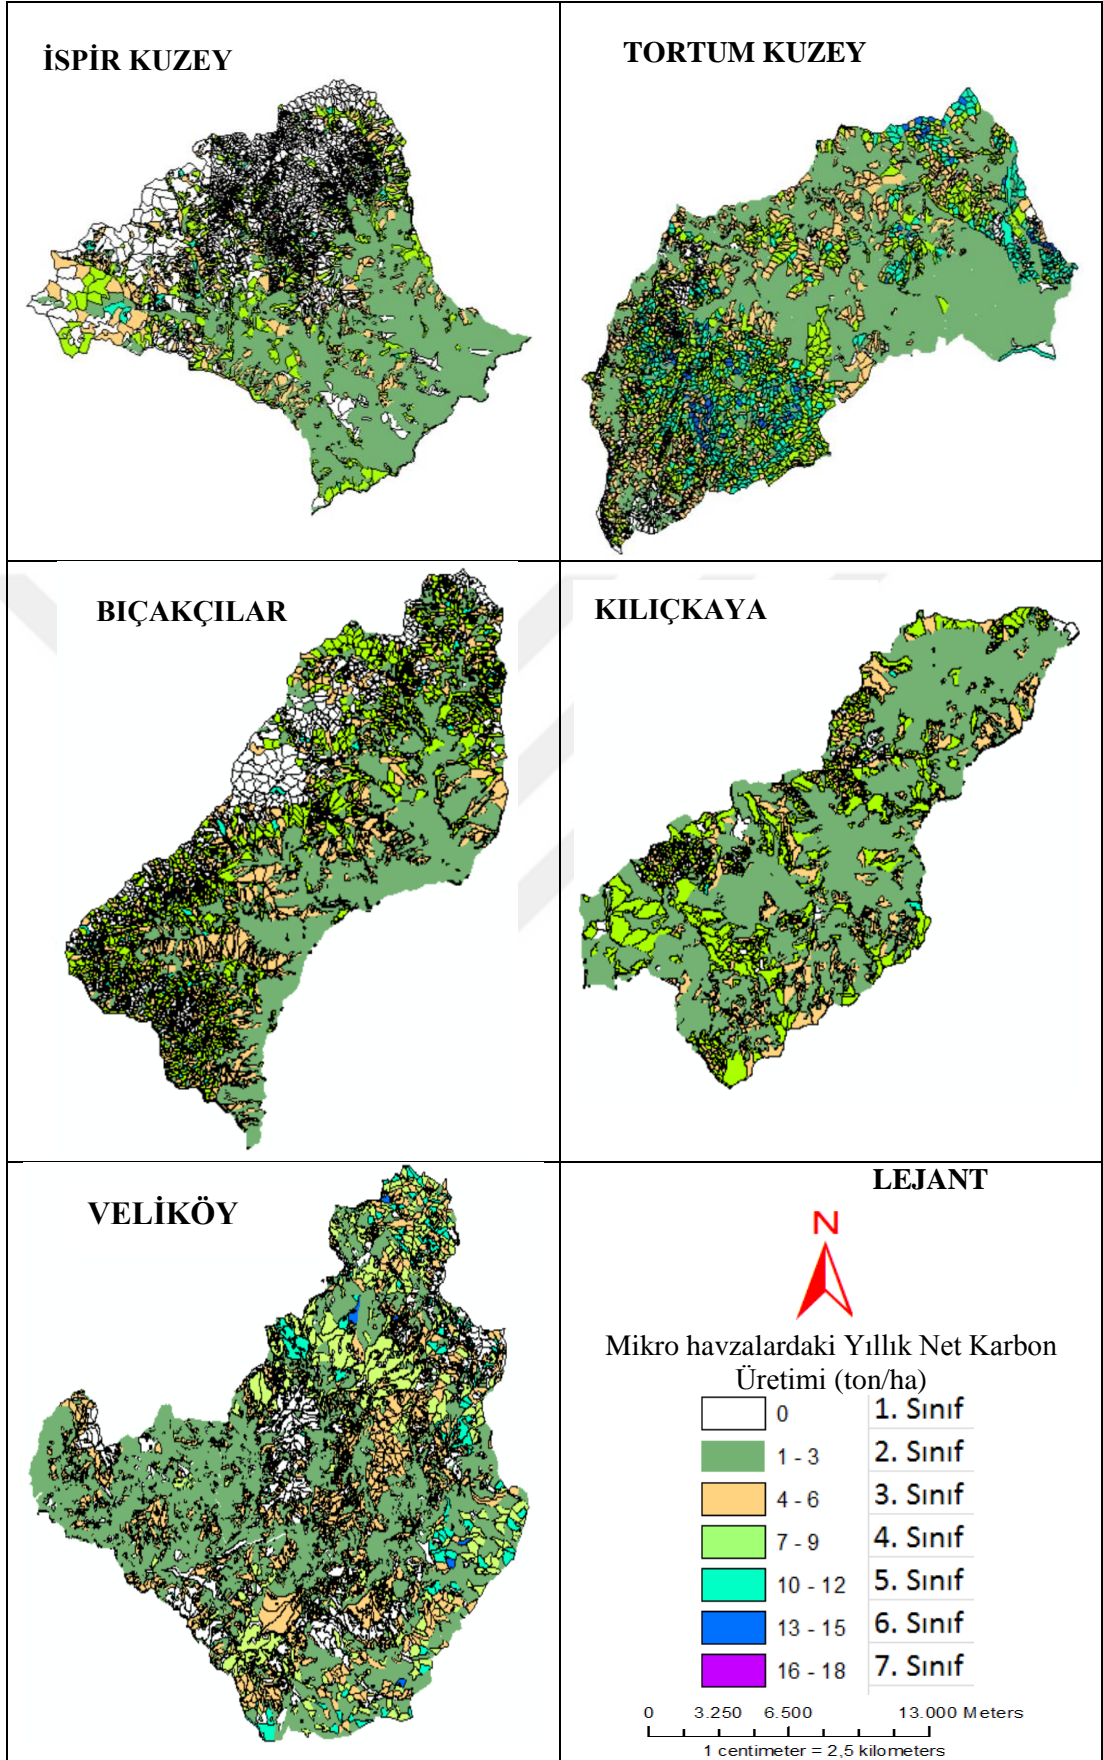 İSPİR KUZEY
TORTUM KUZEY
BIÇAKÇILAR
KILIÇKAYA
VELİKÖY
LEJANT
N
Mikro havzalardaki Yıllık Net Karbon
Üretimi (ton/ha)
0 1. Sınıf
1 - 3 2. Sınıf
4 - 6 3. Sınıf
7 - 9 4. Sınıf
10 - 12 5. Sınıf
13 - 15 6. Sınıf
16 - 18 7. Sınıf
0 3.250 6.500 13.000 Meters
1 centimeter = 2,5 kilometers